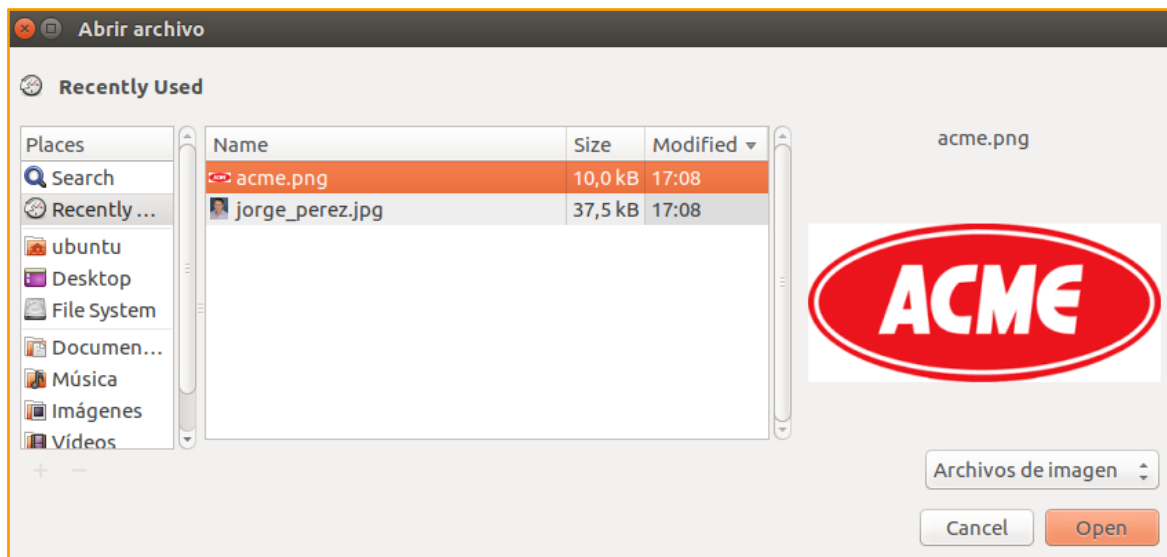 Abrir archivo
Recently Used
Places
Search
Recently ...
ubuntu
Desktop
File System
Documen...
Música
Imágenes
Vídeos
Name Size Modified
acme.png 10,0 kB 17:08
jorge_perez.jpg 37,5 kB 17:08
acme.png
ACME
Archivos de imagen
Cancel Open